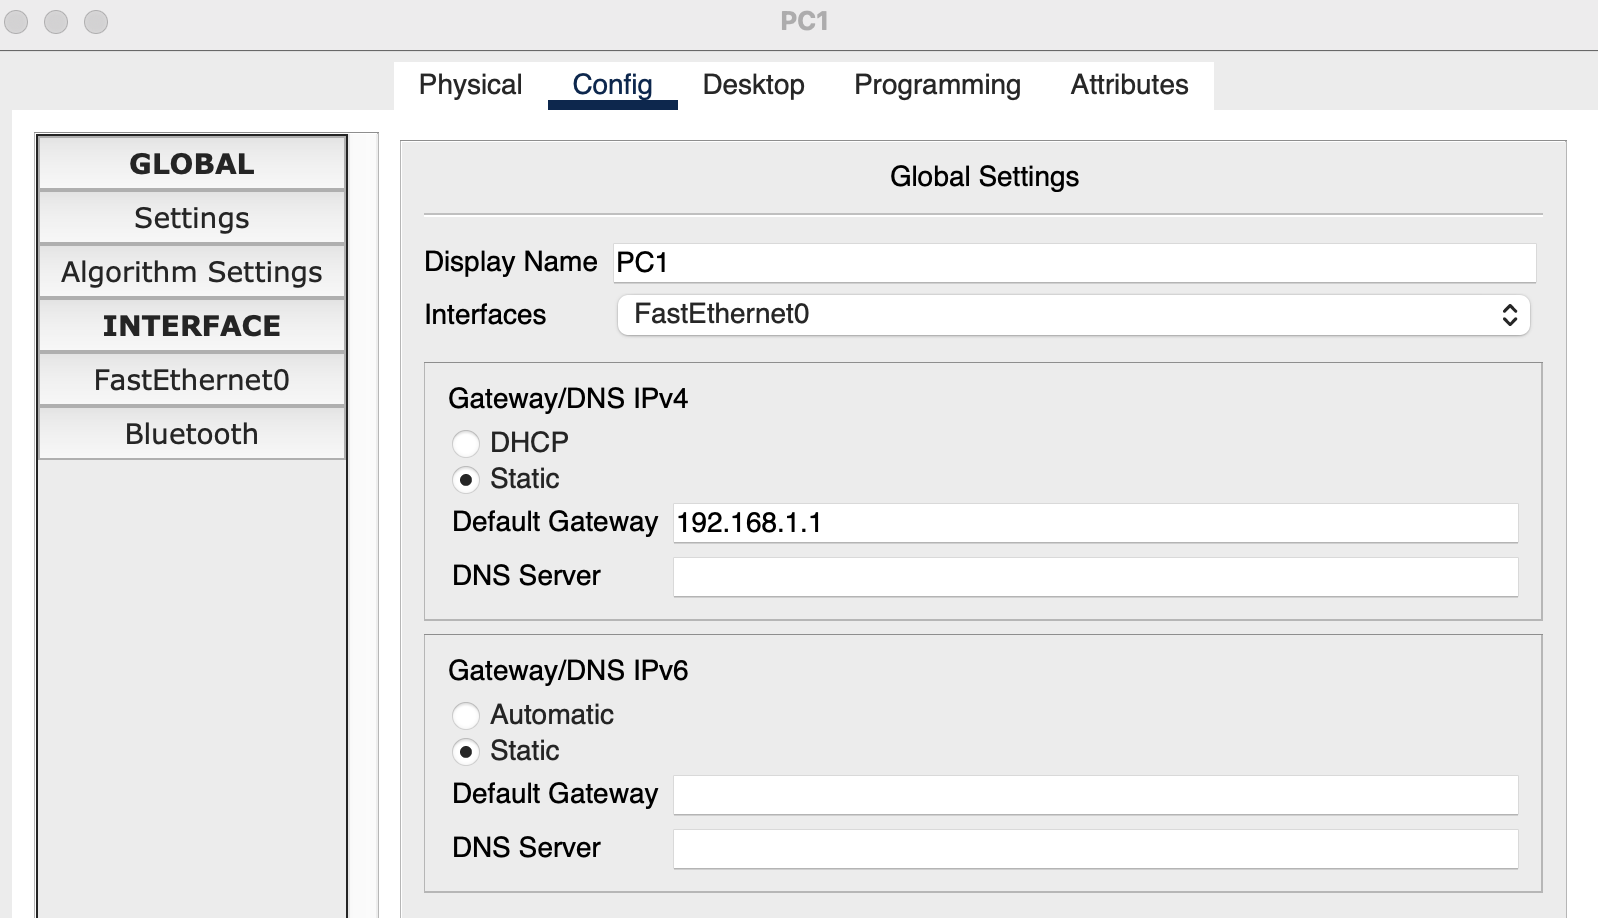 PC1
Physical Config Desktop Programming Attributes
GLOBAL
Settings
Algorithm Settings
INTERFACE
FastEthernet0
Bluetooth
Global Settings
Display Name PC1
Interfaces FastEthernet0
Gateway/DNS IPv4
DHCP
Static
Default Gateway 192.168.1.1
DNS Server
Gateway/DNS IPv6
Automatic
Static
Default Gateway
DNS Server